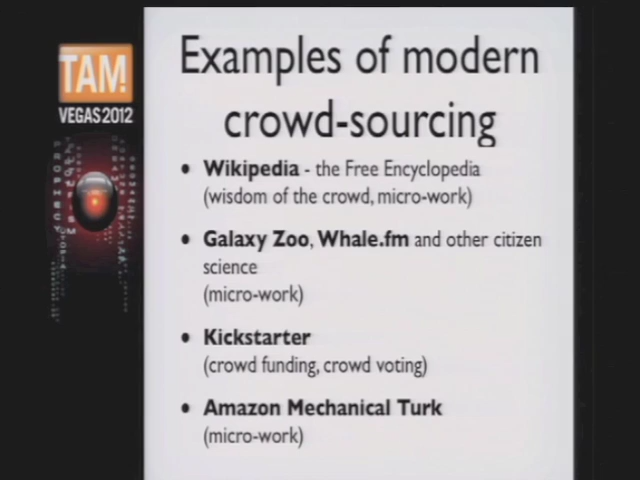 TAM!
VEGAS 2012
Examples of modern
crowd-sourcing
• Wikipedia - the Free Encyclopedia
(wisdom of the crowd, micro-work)
• Galaxy Zoo, Whale.fm and other citizen
science
(micro-work)
• Kickstarter
(crowd funding, crowd voting)
• Amazon Mechanical Turk
(micro-work)